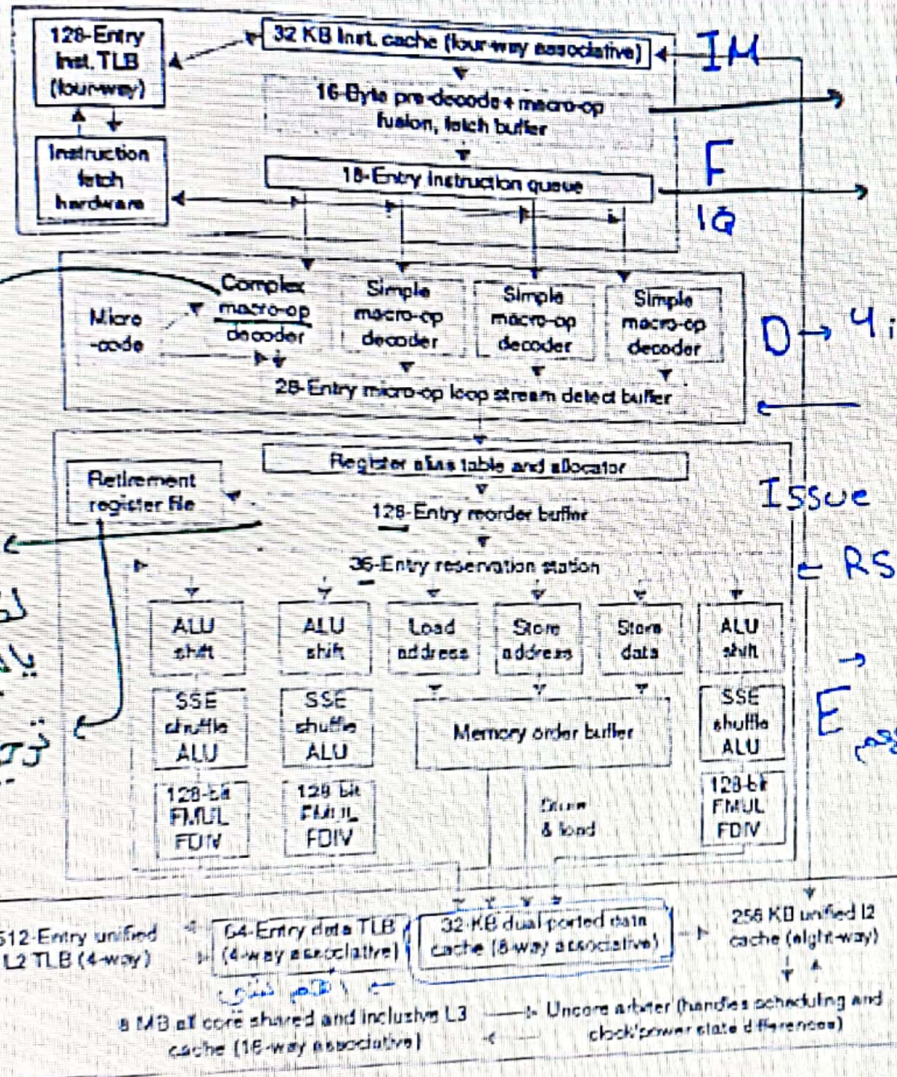 128-Entry
Inst. TLB
(four-way)
32 KB Inst. cache (four-way associative)
IM
16-Byte pre-decode + macro-op
fusion, fetch buffer
Instruction
fetch
hardware
18-Entry instruction queue
F
IQ
Micro
-code
Complex
macro-op
decoder
Simple
macro-op
decoder
Simple
macro-op
decoder
Simple
macro-op
decoder
D → 4i
28-Entry micro-op loop stream detect buffer
Register alias table and allocator
Retirement
register file
128-Entry reorder buffer
Issue
36-Entry reservation station
← RS
ALU
shift
ALU
shift
Load
address
Store
address
Store
data
ALU
shift
SSE
shuffle
ALU
SSE
shuffle
ALU
Memory order buffer
SSE
shuffle
ALU
E
128-bit
FMUL
FDIV
128-bit
FMUL
FDIV
Store
& load
128-bit
FMUL
FDIV
512-Entry unified
L2 TLB (4-way)
64-Entry data TLB
(4-way associative)
32-KB dual-ported data
cache (8-way associative)
256 KB unified l2
cache (eight-way)
8 MB all core shared and inclusive L3
cache (16-way associative)
Uncore arbiter (handles scheduling and
clock/power state differences)